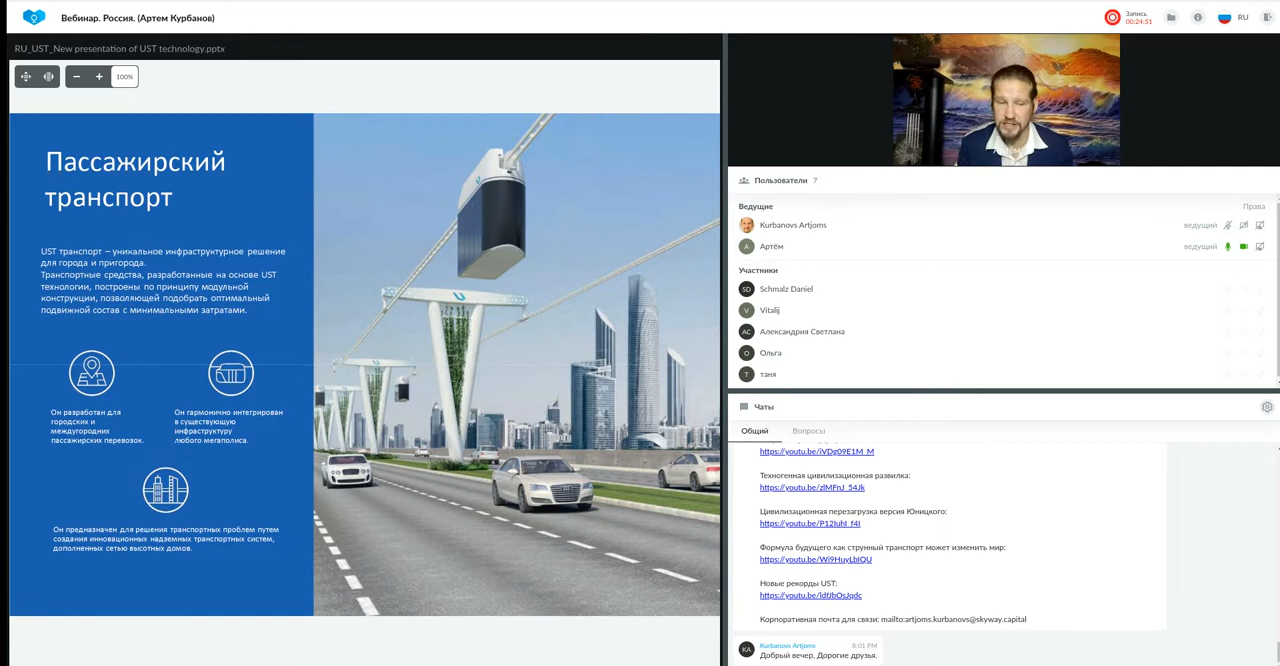 Вебинар. Россия. (Артем Курбанов)
Запись
00:24:51
RU
RU_UST_New presentation of UST technology.pptx
100%
Пассажирский
транспорт
UST транспорт – уникальное инфраструктурное решение
для города и пригорода.
Транспортные средства, разработанные на основе UST
технологии, построены по принципу модульной
конструкции, позволяющей подобрать оптимальный
подвижной состав с минимальными затратами.
Он разработан для
городских и
междугородних
пассажирских перевозок.
Он гармонично интегрирован
в существующую
инфраструктуру
любого мегаполиса.
Он предназначен для решения транспортных проблем путем
создания инновационных надземных транспортных систем,
дополненных сетью высотных домов.
Пользователи 7
Ведущие Права
Kurbanovs Artjoms ведущий
A Артём ведущий
Участники
SD Schmalz Daniel
V Vitalij
АС Александрия Светлана
О Ольга
Т таня
Чаты
Общий Вопросы
https://youtu.be/iVDg09E1M_M
Техногенная цивилизационная развилка:
https://youtu.be/zlMFnJ_54Jk
Цивилизационная перезагрузка версия Юницкого:
https://youtu.be/P12IuhI_f4I
Формула будущего как струнный транспорт может изменить мир:
https://youtu.be/Wi9HuyLbIQU
Новые рекорды UST:
https://youtu.be/ldfJbOsJqdc
Корпоративная почта для связи: mailto:artjoms.kurbanovs@skyway.capital
KA Kurbanovs Artjoms 8:01 PM
Добрый вечер, Дорогие друзья.